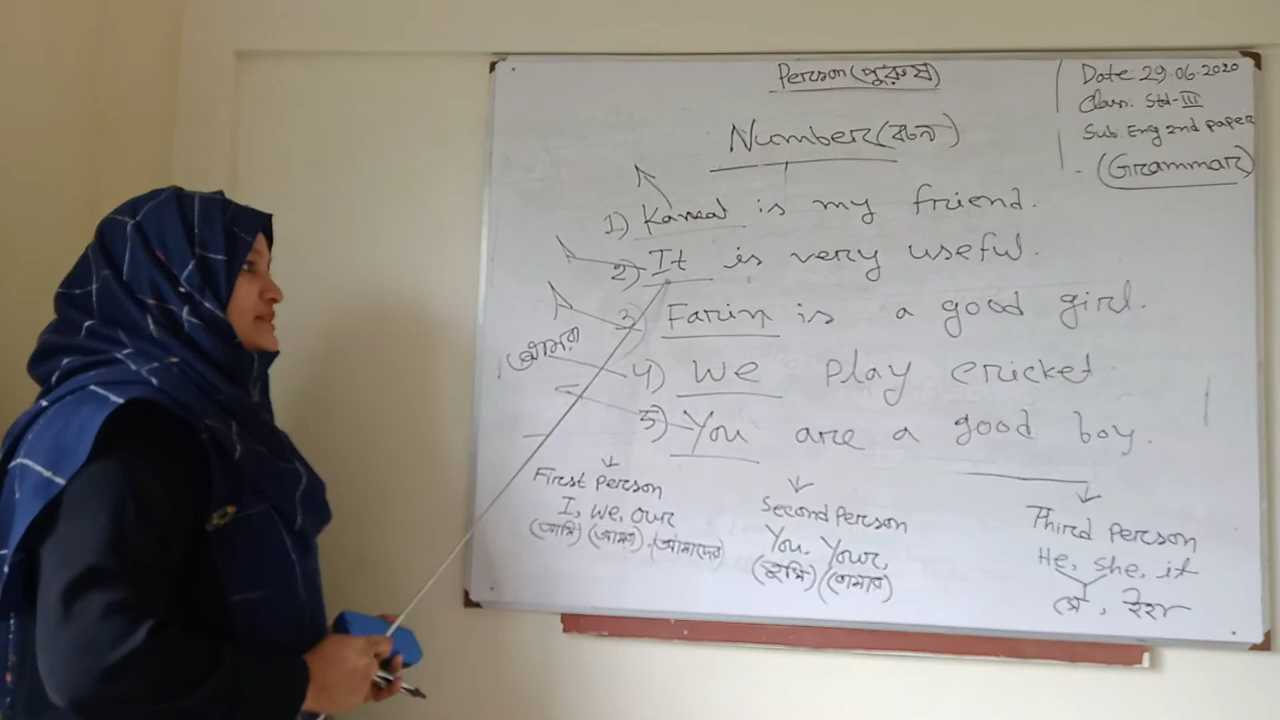 Person(পুরুষ)
Date: 29.06.2020
Class: Std-III
Sub: Eng 2nd paper
(Grammar)
Number(বচন)
1) Kamal is my friend.
2) It is very useful.
3) Farin is a good girl.
আমরা
4) We play cricket
5) You are a good boy.
First person
I, we, our
(আমি) (আমরা) (আমাদের)
Second person
You. Your,
(তুমি) (তোমার)
Third person
He, she, it
সে, ইহা